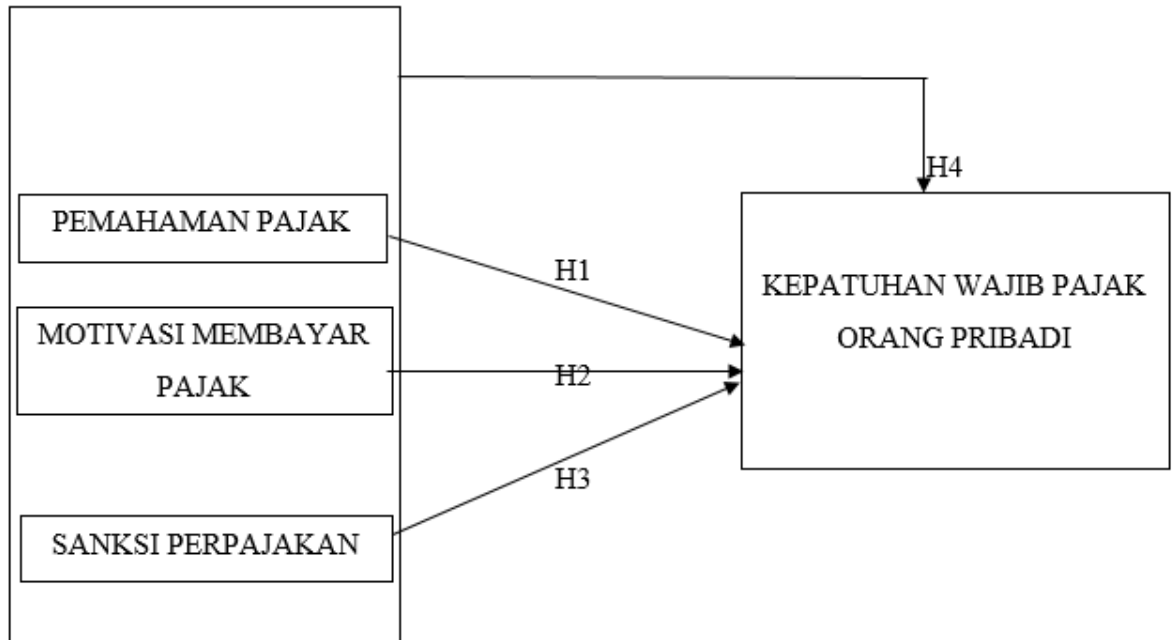 H4
PEMAHAMAN PAJAK
H1
KEPATUHAN WAJIB PAJAK
ORANG PRIBADI
MOTIVASI MEMBAYAR
PAJAK
H2
H3
SANKSI PERPAJAKAN